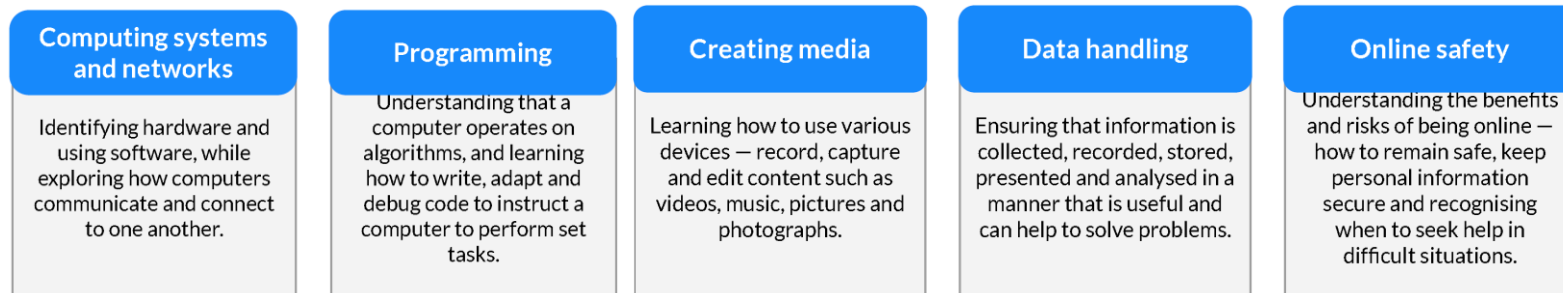 Computing systems
and networks
Identifying hardware and
using software, while
exploring how computers
communicate and connect
to one another.
Programming
Understanding that a
computer operates on
algorithms, and learning
how to write, adapt and
debug code to instruct a
computer to perform set
tasks.
Creating media
Learning how to use various
devices — record, capture
and edit content such as
videos, music, pictures and
photographs.
Data handling
Ensuring that information is
collected, recorded, stored,
presented and analysed in a
manner that is useful and
can help to solve problems.
Online safety
Understanding the benefits
and risks of being online —
how to remain safe, keep
personal information
secure and recognising
when to seek help in
difficult situations.